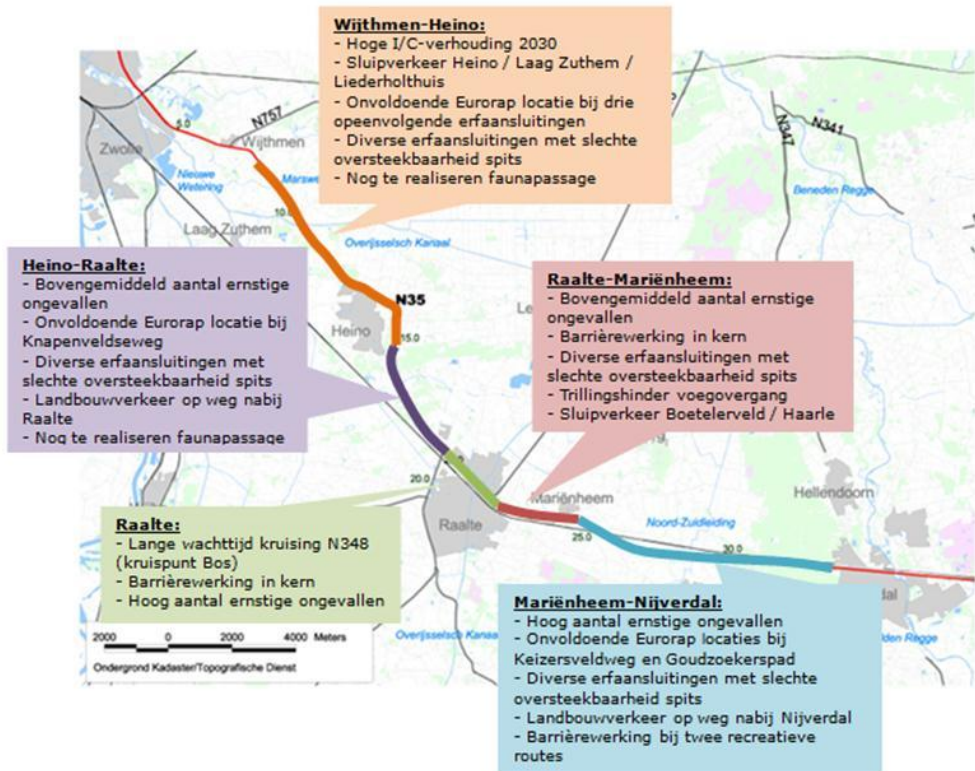 Wijthmen-Heino:
- Hoge I/C-verhouding 2030
- Sluipverkeer Heino / Laag Zuthem /
Liederholthuis
- Onvoldoende Eurorap locatie bij drie
opeenvolgende erfaansluitingen
- Diverse erfaansluitingen met slechte
oversteekbaarheid spits
- Nog te realiseren faunapassage
5.0
N757
Wijthmen
Zwolle
Nieuwe
Wetering
N347
N341
Beneden Regge
10.0
Laag Zuthem
Overijsselsch Kanaal
Heino-Raalte:
- Bovengemiddeld aantal ernstige
ongevallen
- Onvoldoende Eurorap locatie bij
Knapenveldseweg
- Diverse erfaansluitingen met
slechte oversteekbaarheid spits
- Landbouwverkeer op weg nabij
Raalte
- Nog te realiseren faunapassage
N35
Heino
15.0
Raalte-Mariënheem:
- Bovengemiddeld aantal ernstige
ongevallen
- Barrièrewerking in kern
- Diverse erfaansluitingen met
slechte oversteekbaarheid spits
- Trillingshinder voegovergang
- Sluipverkeer Boetelerveld / Haarle
20.0
Raalte
Mariënheem
25.0
Noord-Zuidleiding
30.0
Hellendoorn
Raalte:
- Lange wachttijd kruising N348
(kruispunt Bos)
- Barrièrewerking in kern
- Hoog aantal ernstige ongevallen
Mariënheem-Nijverdal:
- Hoog aantal ernstige ongevallen
- Onvoldoende Eurorap locaties bij
Keizersveldweg en Goudzoekerspad
- Diverse erfaansluitingen met slechte
oversteekbaarheid spits
- Landbouwverkeer op weg nabij Nijverdal
- Barrièrewerking bij twee recreatieve
routes
Overijsselsch Kanaal
2000 0 2000 4000 Meters
Ondergrond Kadaster/Topografische Dienst